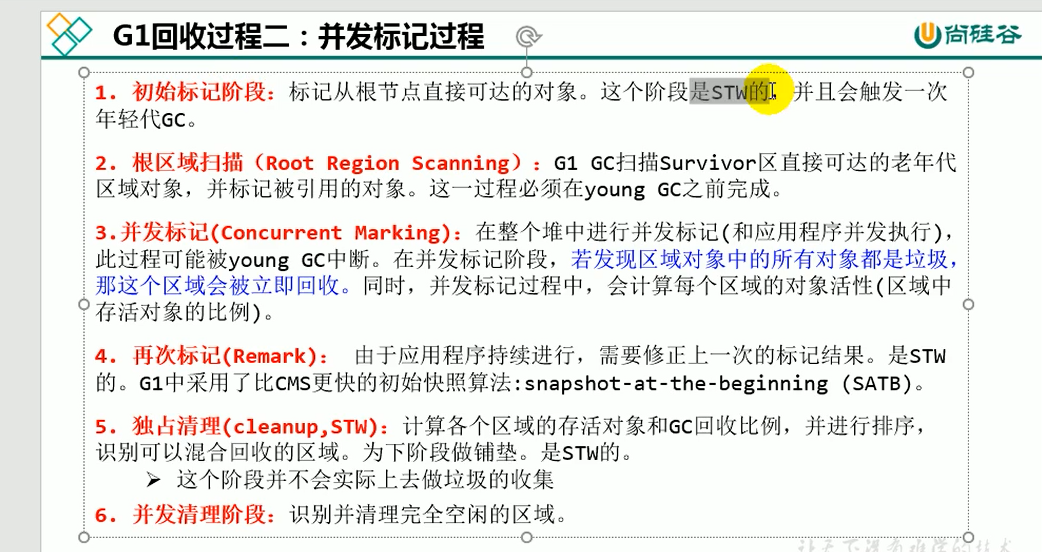 G1回收过程二：并发标记过程
尚硅谷
1. 初始标记阶段：标记从根节点直接可达的对象。这个阶段是STW的，并且会触发一次
年轻代GC。
2. 根区域扫描（Root Region Scanning）：G1 GC扫描Survivor区直接可达的老年代
区域对象，并标记被引用的对象。这一过程必须在young GC之前完成。
3.并发标记(Concurrent Marking)：在整个堆中进行并发标记(和应用程序并发执行)，
此过程可能被young GC中断。在并发标记阶段，若发现区域对象中的所有对象都是垃圾，
那这个区域会被立即回收。同时，并发标记过程中，会计算每个区域的对象活性(区域中
存活对象的比例)。
4. 再次标记(Remark)： 由于应用程序持续进行，需要修正上一次的标记结果。是STW
的。G1中采用了比CMS更快的初始快照算法:snapshot-at-the-beginning (SATB)。
5. 独占清理(cleanup,STW)：计算各个区域的存活对象和GC回收比例，并进行排序，
识别可以混合回收的区域。为下阶段做铺垫。是STW的。
➢ 这个阶段并不会实际上去做垃圾的收集
6. 并发清理阶段：识别并清理完全空闲的区域。